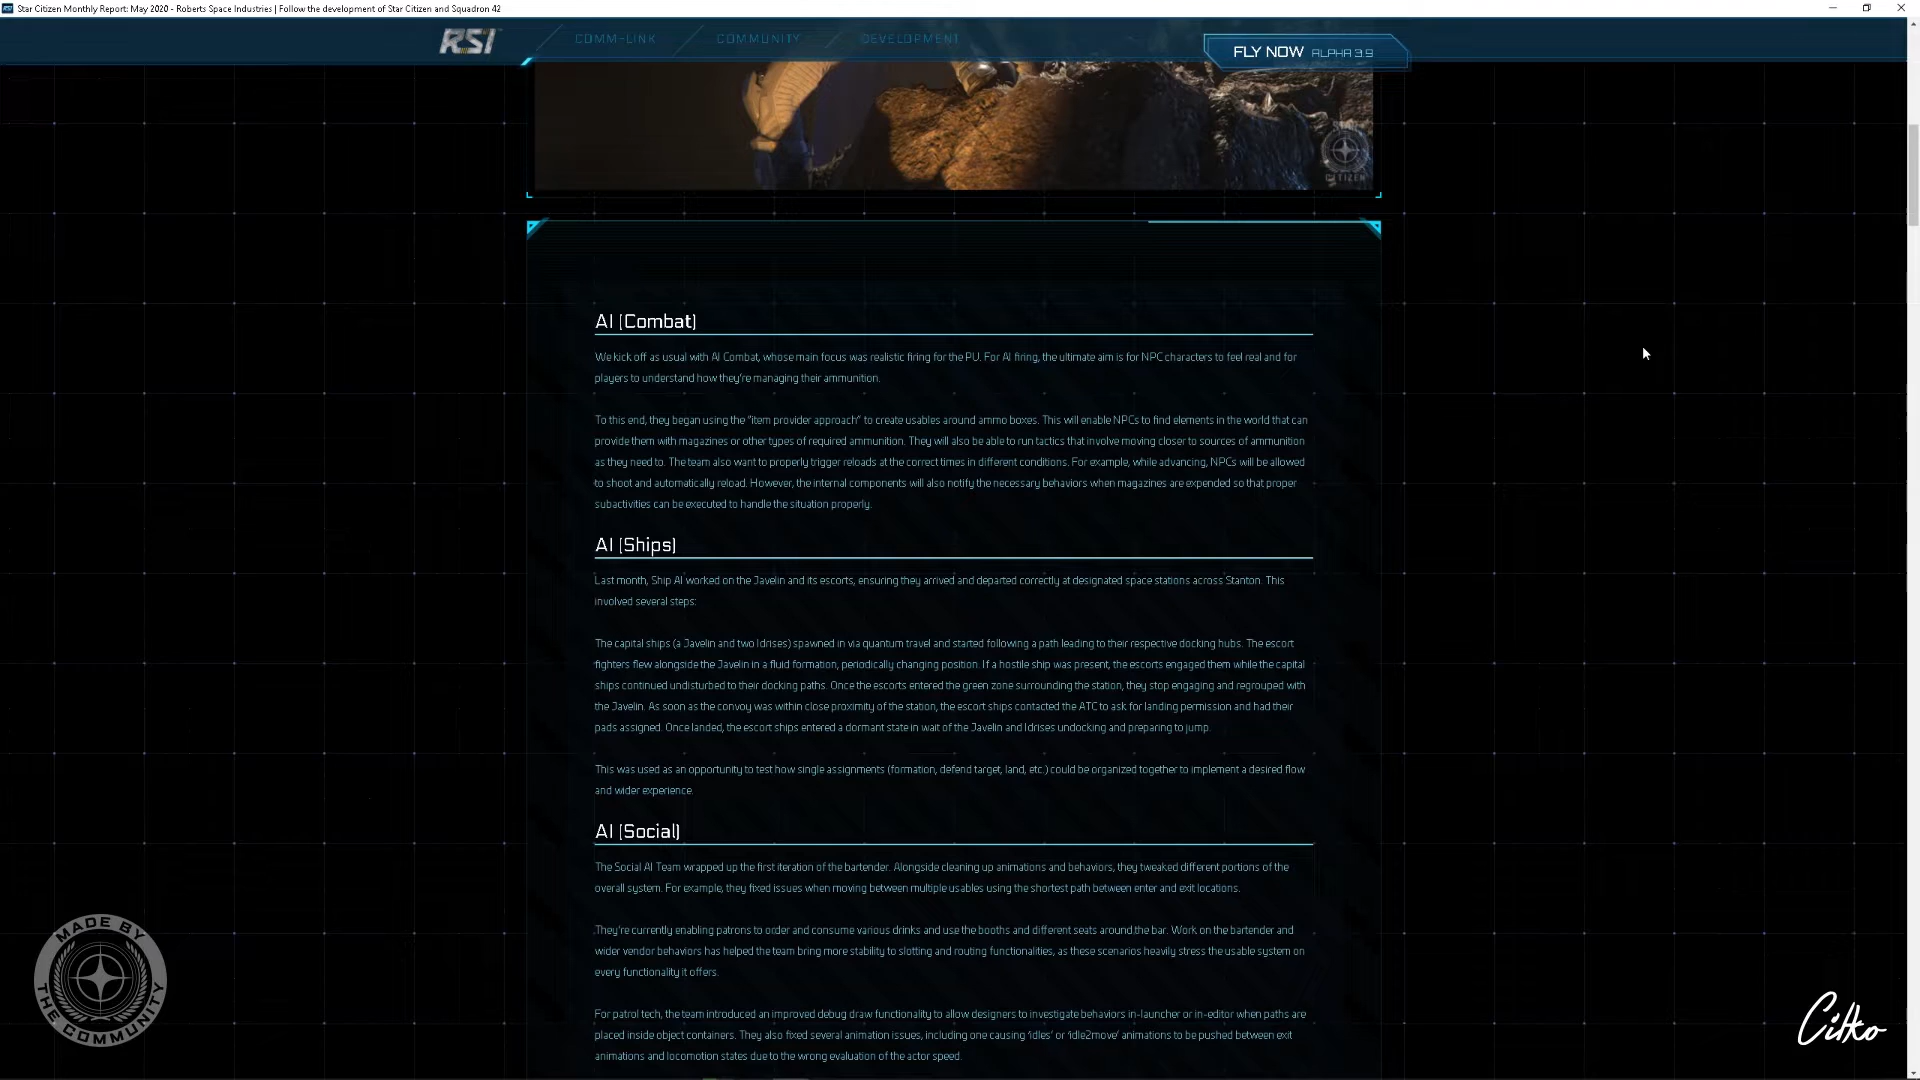 Star Citizen Monthly Report: May 2020 - Roberts Space Industries | Follow the development of Star Citizen and Squadron 42
RSI
COMM-LINK
COMMUNITY
DEVELOPMENT
FLY NOW ALPHA 3.9
CITIZEN
AI (Combat)
We kick off as usual with AI Combat, whose main focus was realistic firing for the PU. For AI firing, the ultimate aim is for NPC characters to feel real and for
players to understand how they're managing their ammunition.
To this end, they began using the "item provider approach" to create usables around ammo boxes. This will enable NPCs to find elements in the world that can
provide them with magazines or other types of required ammunition. They will also be able to run tactics that involve moving closer to sources of ammunition
as they need to. The team also want to properly trigger reloads at the correct times in different conditions. For example, while advancing, NPCs will be allowed
to shoot and automatically reload. However, the internal components will also notify the necessary behaviors when magazines are expended so that proper
subactivities can be executed to handle the situation properly.
AI (Ships)
Last month, Ship AI worked on the Javelin and its escorts, ensuring they arrived and departed correctly at designated space stations across Stanton. This
involved several steps:
The capital ships (a Javelin and two Idrises) spawned in via quantum travel and started following a path leading to their respective docking hubs. The escort
fighters flew alongside the Javelin in a fluid formation, periodically changing position. If a hostile ship was present, the escorts engaged them while the capital
ships continued undisturbed to their docking paths. Once the escorts entered the green zone surrounding the station, they stop engaging and regrouped with
the Javelin. As soon as the convoy was within close proximity of the station, the escort ships contacted the ATC to ask for landing permission and had their
pads assigned. Once landed, the escort ships entered a dormant state in wait of the Javelin and Idrises undocking and preparing to jump.
This was used as an opportunity to test how single assignments (formation, defend target, land, etc.) could be organized together to implement a desired flow
and wider experience.
AI (Social)
The Social AI Team wrapped up the first iteration of the bartender. Alongside cleaning up animations and behaviors, they tweaked different portions of the
overall system. For example, they fixed issues when moving between multiple usables using the shortest path between enter and exit locations.
They're currently enabling patrons to order and consume various drinks and use the booths and different seats around the bar. Work on the bartender and
wider vendor behaviors has helped the team bring more stability to slotting and routing functionalities, as these scenarios heavily stress the usable system on
every functionality it offers.
For patrol tech, the team introduced an improved debug draw functionality to allow designers to investigate behaviors in-launcher or in-editor when paths are
placed inside object containers. They also fixed several animation issues, including one causing 'idles' or 'idle2move' animations to be pushed between exit
animations and locomotion states due to the wrong evaluation of the actor speed.
MADE BY
THE COMMUNITY